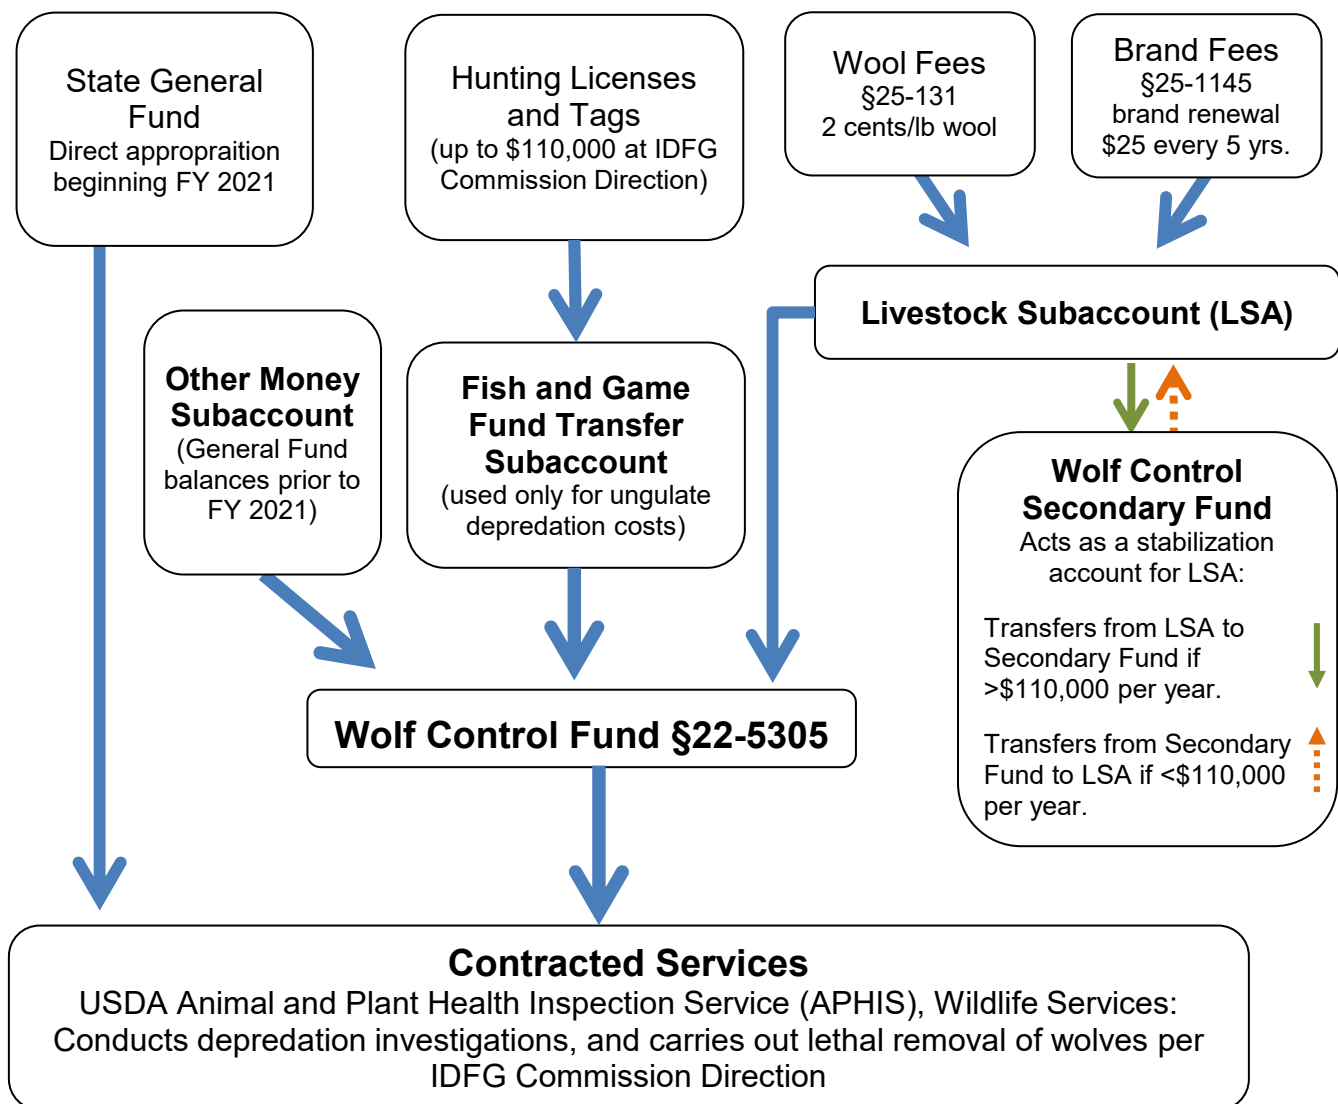 State General
Fund
Direct appropraition
beginning FY 2021
Hunting Licenses
and Tags
(up to $110,000 at IDFG
Commission Direction)
Wool Fees
§25-131
2 cents/lb wool
Brand Fees
§25-1145
brand renewal
$25 every 5 yrs.
Livestock Subaccount (LSA)
Other Money
Subaccount
(General Fund
balances prior to
FY 2021)
Fish and Game
Fund Transfer
Subaccount
(used only for ungulate
depredation costs)
Wolf Control
Secondary Fund
Acts as a stabilization
account for LSA:
Transfers from LSA to
Secondary Fund if
>$110,000 per year.
Transfers from Secondary
Fund to LSA if <$110,000
per year.
Wolf Control Fund §22-5305
Contracted Services
USDA Animal and Plant Health Inspection Service (APHIS), Wildlife Services:
Conducts depredation investigations, and carries out lethal removal of wolves per
IDFG Commission Direction